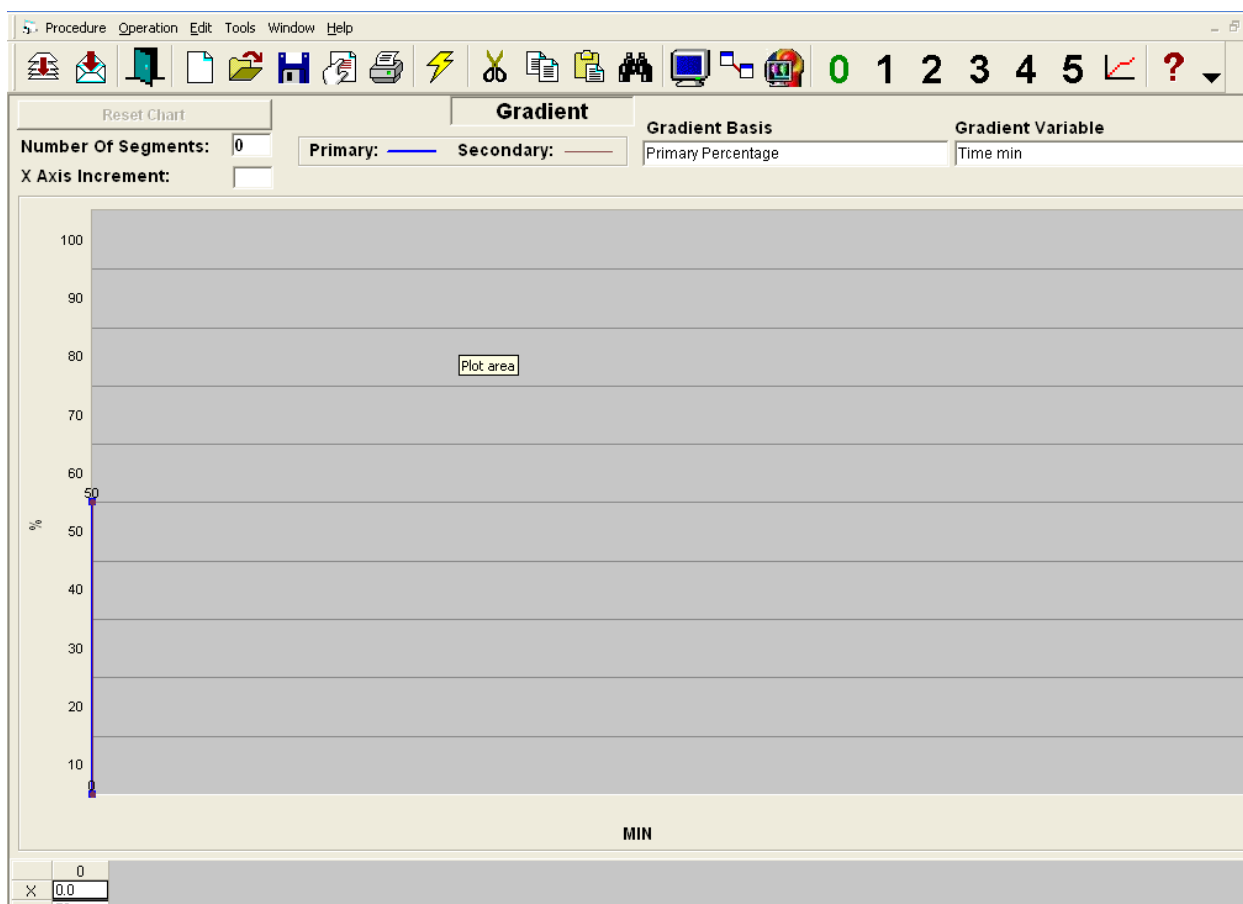 Procedure Operation Edit Tools Window Help
0 1 2 3 4 5 ?
Reset Chart
Gradient
Gradient Basis
Gradient Variable
Number Of Segments: 0
Primary: Secondary:
Primary Percentage
Time min
X Axis Increment:
100
90
80
Plot area
70
60
50
%
50
40
30
20
10
0
MIN
0
X 0.0